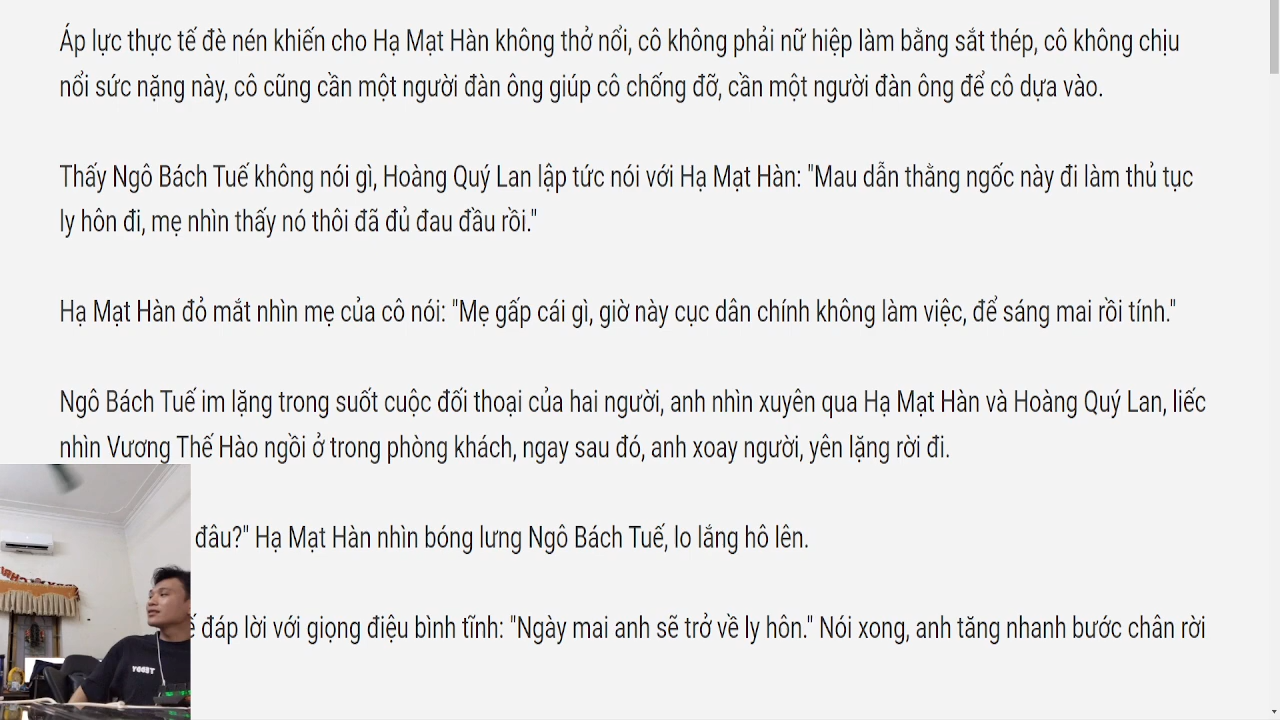 Áp lực thực tế đè nén khiến cho Hạ Mạt Hàn không thở nổi, cô không phải nữ hiệp làm bằng sắt thép, cô không chịu
nổi sức nặng này, cô cũng cần một người đàn ông giúp cô chống đỡ, cần một người đàn ông để cô dựa vào.
Thấy Ngô Bách Tuế không nói gì, Hoàng Quý Lan lập tức nói với Hạ Mạt Hàn: "Mau dẫn thằng ngốc này đi làm thủ tục
ly hôn đi, mẹ nhìn thấy nó thôi đã đủ đau đầu rồi."
Hạ Mạt Hàn đỏ mắt nhìn mẹ của cô nói: "Mẹ gấp cái gì, giờ này cục dân chính không làm việc, để sáng mai rồi tính."
Ngô Bách Tuế im lặng trong suốt cuộc đối thoại của hai người, anh nhìn xuyên qua Hạ Mạt Hàn và Hoàng Quý Lan, liếc
nhìn Vương Thế Hào ngồi ở trong phòng khách, ngay sau đó, anh xoay người, yên lặng rời đi.
đâu?" Hạ Mạt Hàn nhìn bóng lưng Ngô Bách Tuế, lo lắng hô lên.
đáp lời với giọng điệu bình tĩnh: "Ngày mai anh sẽ trở về ly hôn." Nói xong, anh tăng nhanh bước chân rời